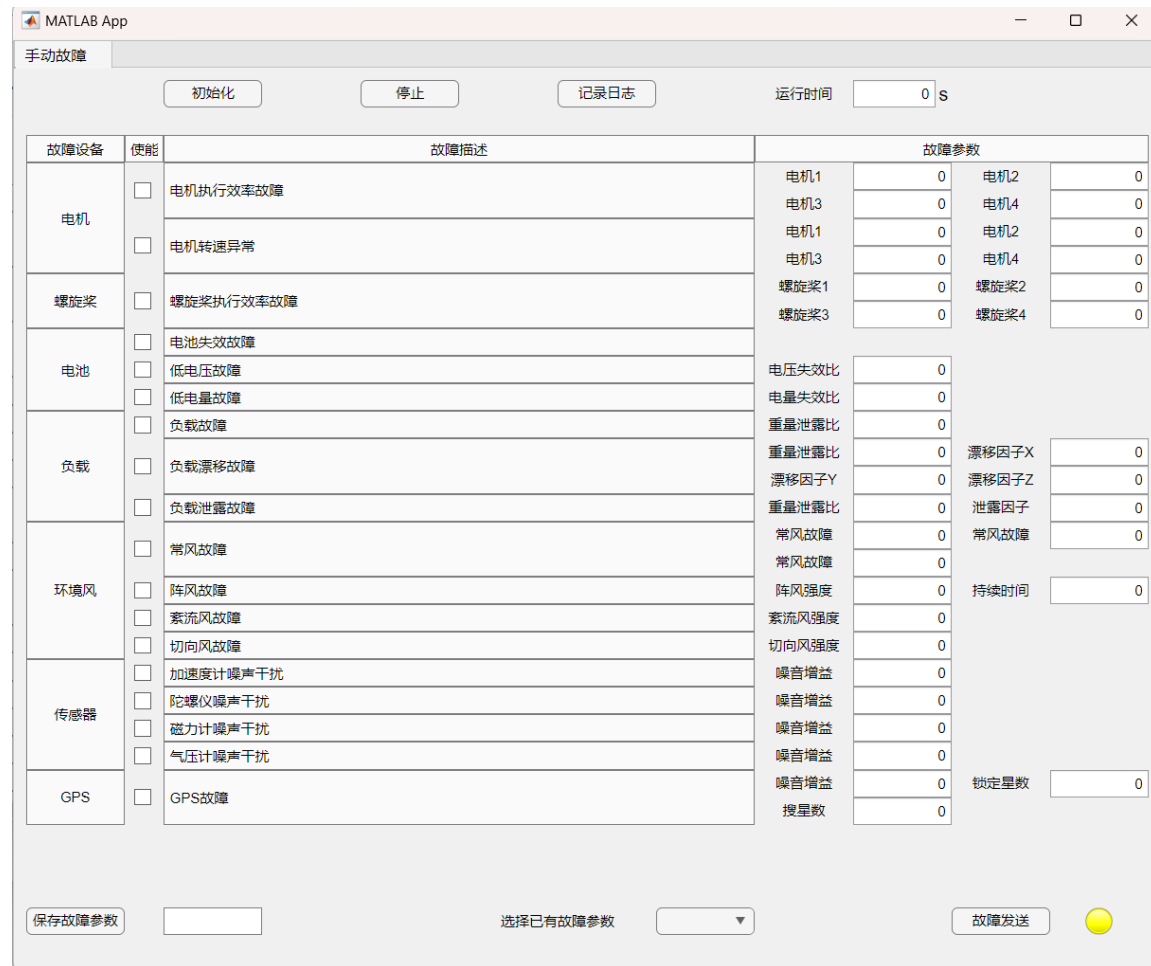 MATLAB App
手动故障
初始化 停止 记录日志 运行时间 0 s
故障设备 使能 故障描述 故障参数
电机 电机执行效率故障 电机1 0 电机2 0
电机3 0 电机4 0
电机转速异常 电机1 0 电机2 0
电机3 0 电机4 0
螺旋桨 螺旋桨执行效率故障 螺旋桨1 0 螺旋桨2 0
螺旋桨3 0 螺旋桨4 0
电池 电池失效故障
低电压故障 电压失效比 0
低电量故障 电量失效比 0
负载 负载故障 重量泄露比 0
负载漂移故障 重量泄露比 0 漂移因子X 0
漂移因子Y 0 漂移因子Z 0
负载泄露故障 重量泄露比 0 泄露因子 0
环境风 常风故障 常风故障 0 常风故障 0
常风故障 0
阵风故障 阵风强度 0 持续时间 0
紊流风故障 紊流风强度 0
切向风故障 切向风强度 0
传感器 加速度计噪声干扰 噪音增益 0
陀螺仪噪声干扰 噪音增益 0
磁力计噪声干扰 噪音增益 0
气压计噪声干扰 噪音增益 0
GPS GPS故障 噪音增益 0 锁定星数 0
搜星数 0
保存故障参数 选择已有故障参数 故障发送